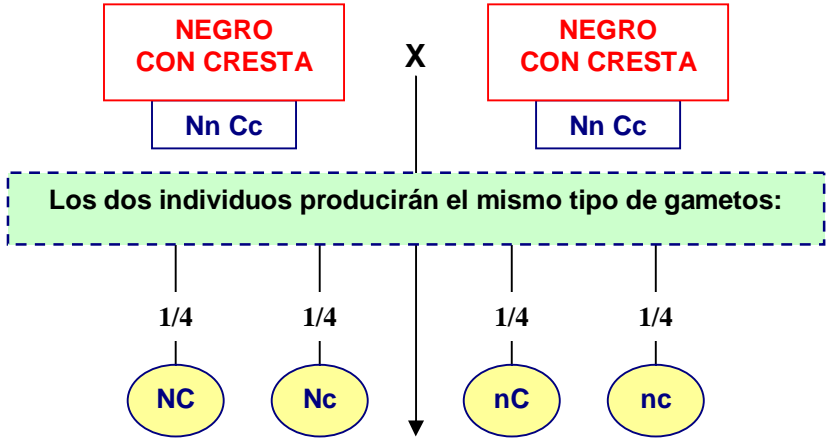 NEGRO
CON CRESTA
X
NEGRO
CON CRESTA
Nn Cc
Nn Cc
Los dos individuos producirán el mismo tipo de gametos:
1/4
1/4
1/4
1/4
NC
Nc
nC
nc